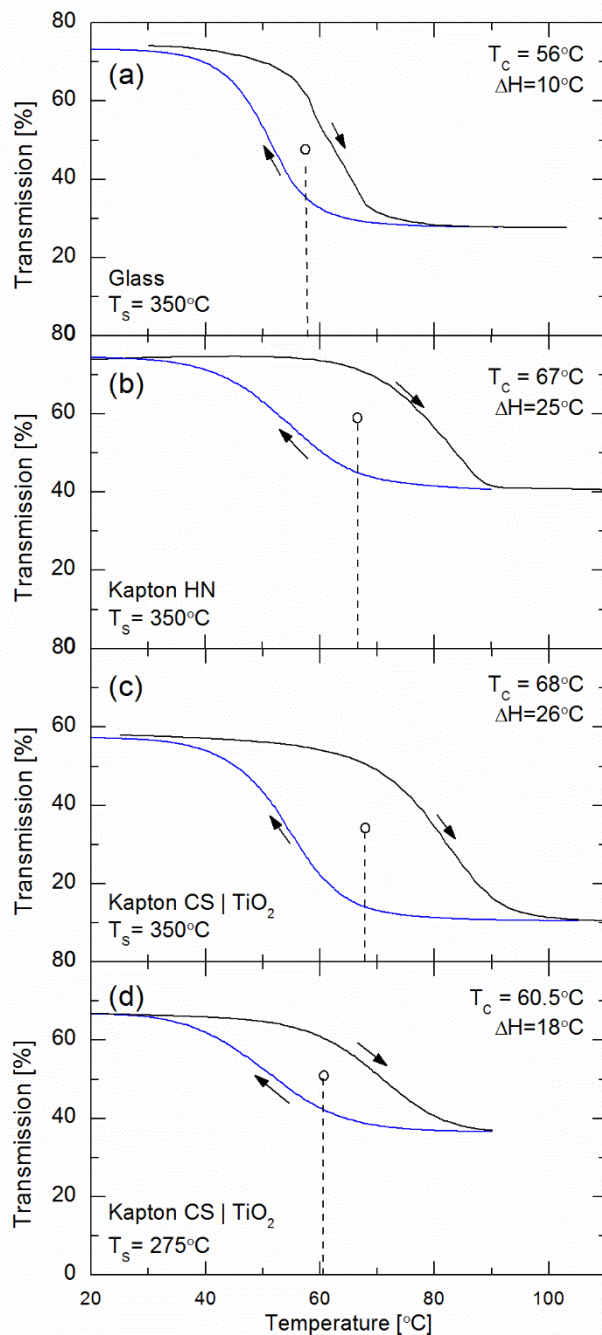 80
(a)
T_C = 56°C
ΔH=10°C
60
40
20
Transmission [%]
Glass
T_S= 350°C
80
(b)
T_C = 67°C
ΔH=25°C
60
40
20
Transmission [%]
Kapton HN
T_S= 350°C
80
(c)
T_C = 68°C
ΔH=26°C
60
40
20
Transmission [%]
Kapton CS | TiO₂
T_S= 350°C
80
(d)
T_C = 60.5°C
ΔH=18°C
60
40
20
0
Transmission [%]
Kapton CS | TiO₂
T_S= 275°C
20 40 60 80 100
Temperature [°C]